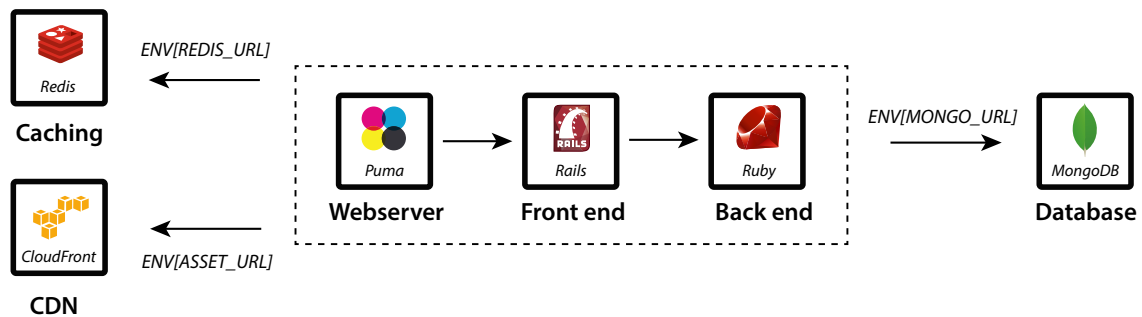 Redis
Caching
ENV[REDIS_URL]
CloudFront
CDN
ENV[ASSET_URL]
Puma
Webserver
RAILS
Rails
Front end
Ruby
Back end
ENV[MONGO_URL]
MongoDB
Database